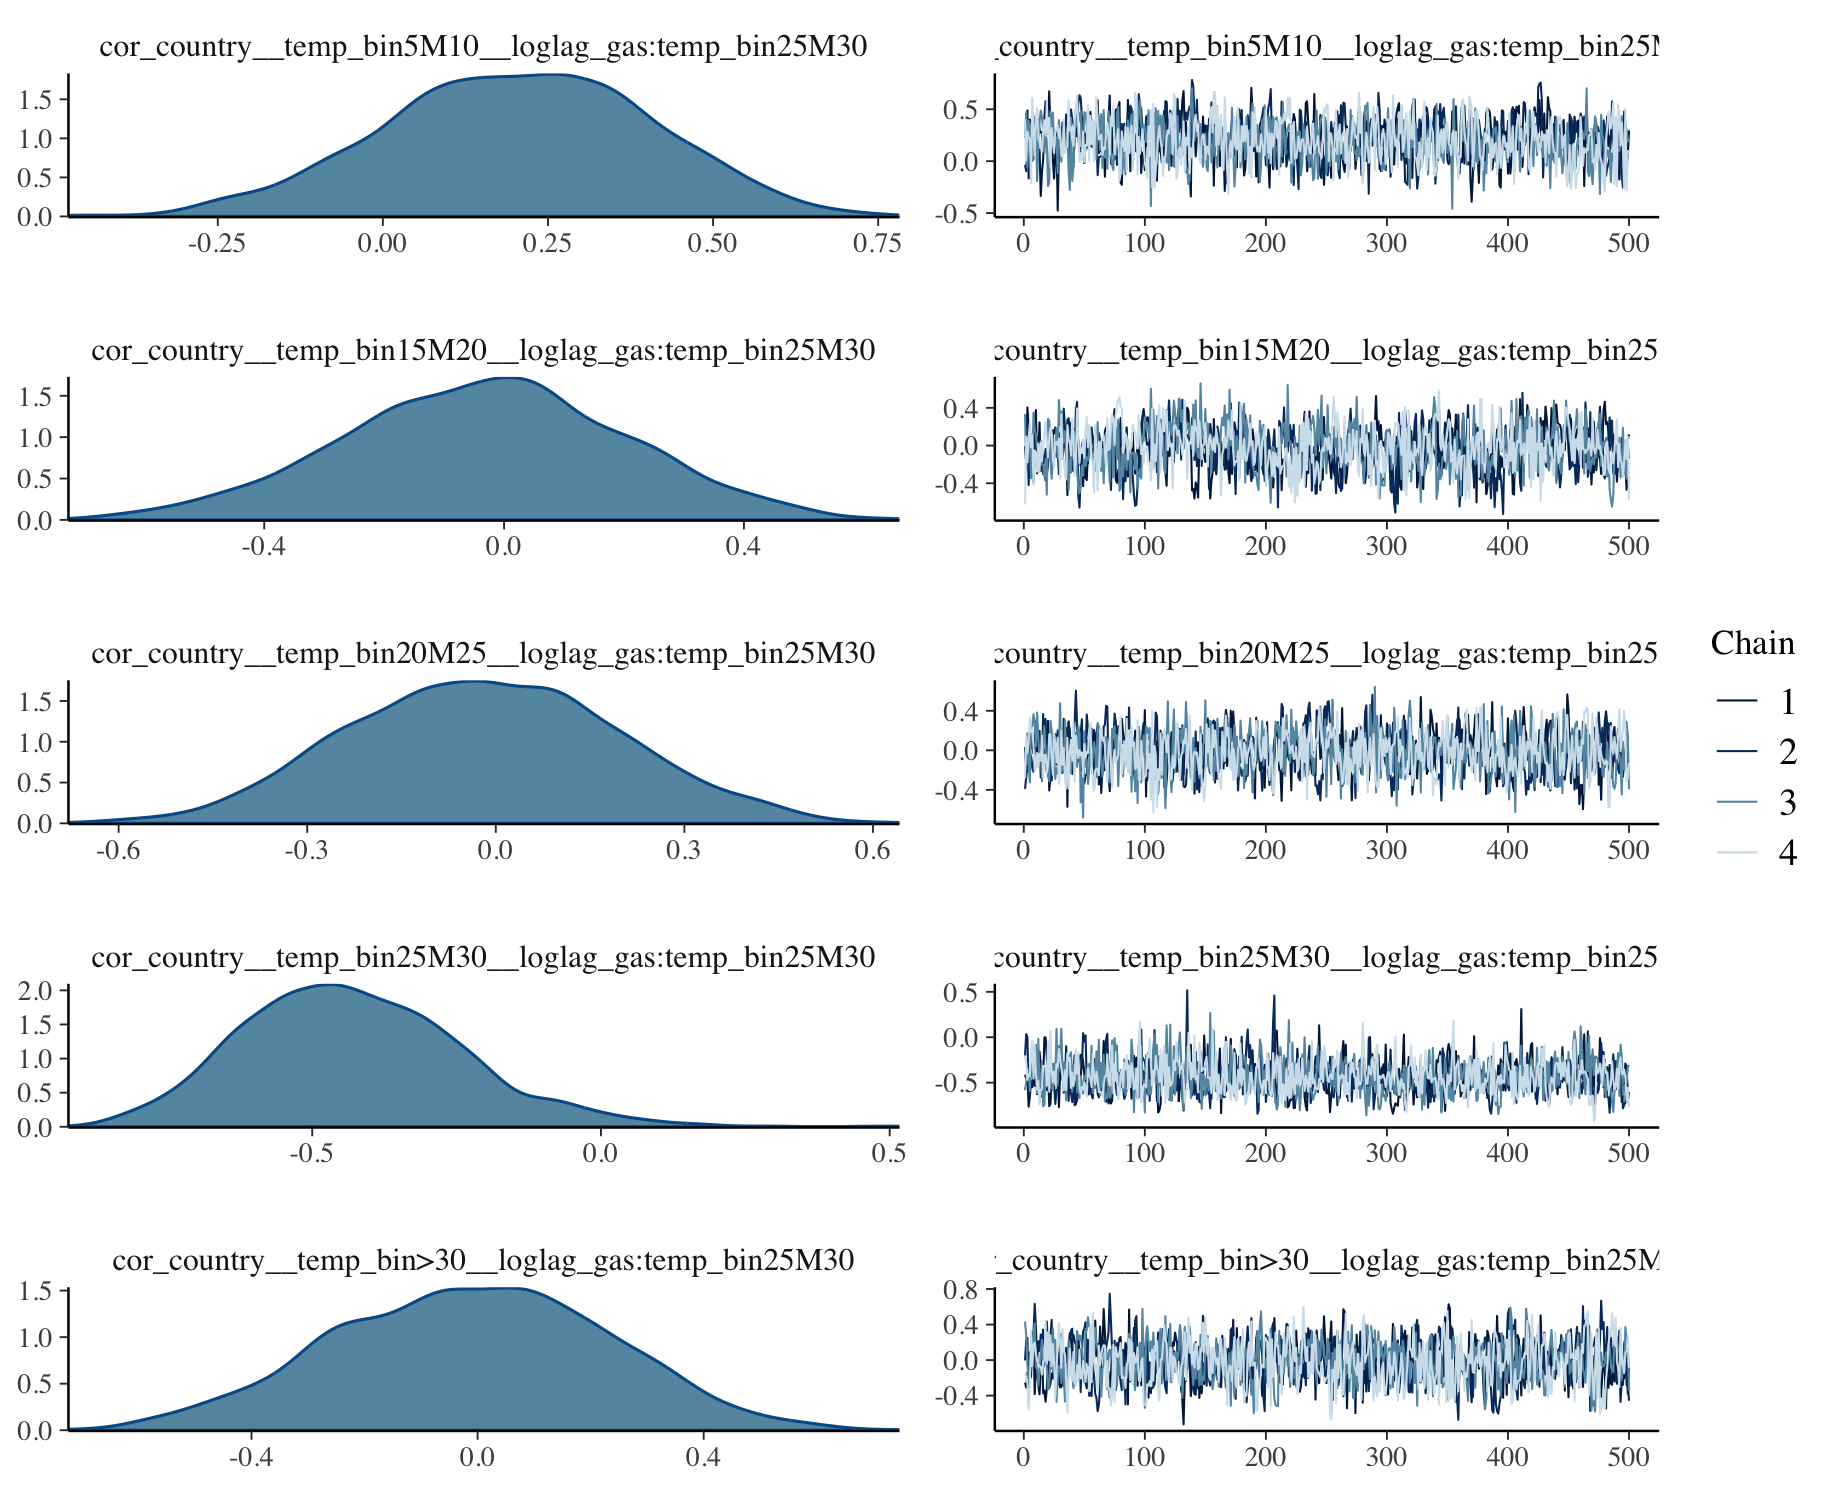 cor_country__temp_bin5M10__loglag_gas:temp_bin25M30
1.5
1.0
0.5
0.0
-0.25 0.00 0.25 0.50 0.75
_country__temp_bin5M10__loglag_gas:temp_bin25M
0.5
0.0
-0.5
0 100 200 300 400 500
cor_country__temp_bin15M20__loglag_gas:temp_bin25M30
1.5
1.0
0.5
0.0
-0.4 0.0 0.4
country__temp_bin15M20__loglag_gas:temp_bin25
0.4
0.0
-0.4
0 100 200 300 400 500
cor_country__temp_bin20M25__loglag_gas:temp_bin25M30
1.5
1.0
0.5
0.0
-0.6 -0.3 0.0 0.3 0.6
country__temp_bin20M25__loglag_gas:temp_bin25
0.4
0.0
-0.4
0 100 200 300 400 500
cor_country__temp_bin25M30__loglag_gas:temp_bin25M30
2.0
1.5
1.0
0.5
0.0
-0.5 0.0 0.5
country__temp_bin25M30__loglag_gas:temp_bin25
0.5
0.0
-0.5
0 100 200 300 400 500
cor_country__temp_bin>30__loglag_gas:temp_bin25M30
1.5
1.0
0.5
0.0
-0.4 0.0 0.4
_country__temp_bin>30__loglag_gas:temp_bin25M
0.8
0.4
0.0
-0.4
0 100 200 300 400 500
Chain
1
2
3
4